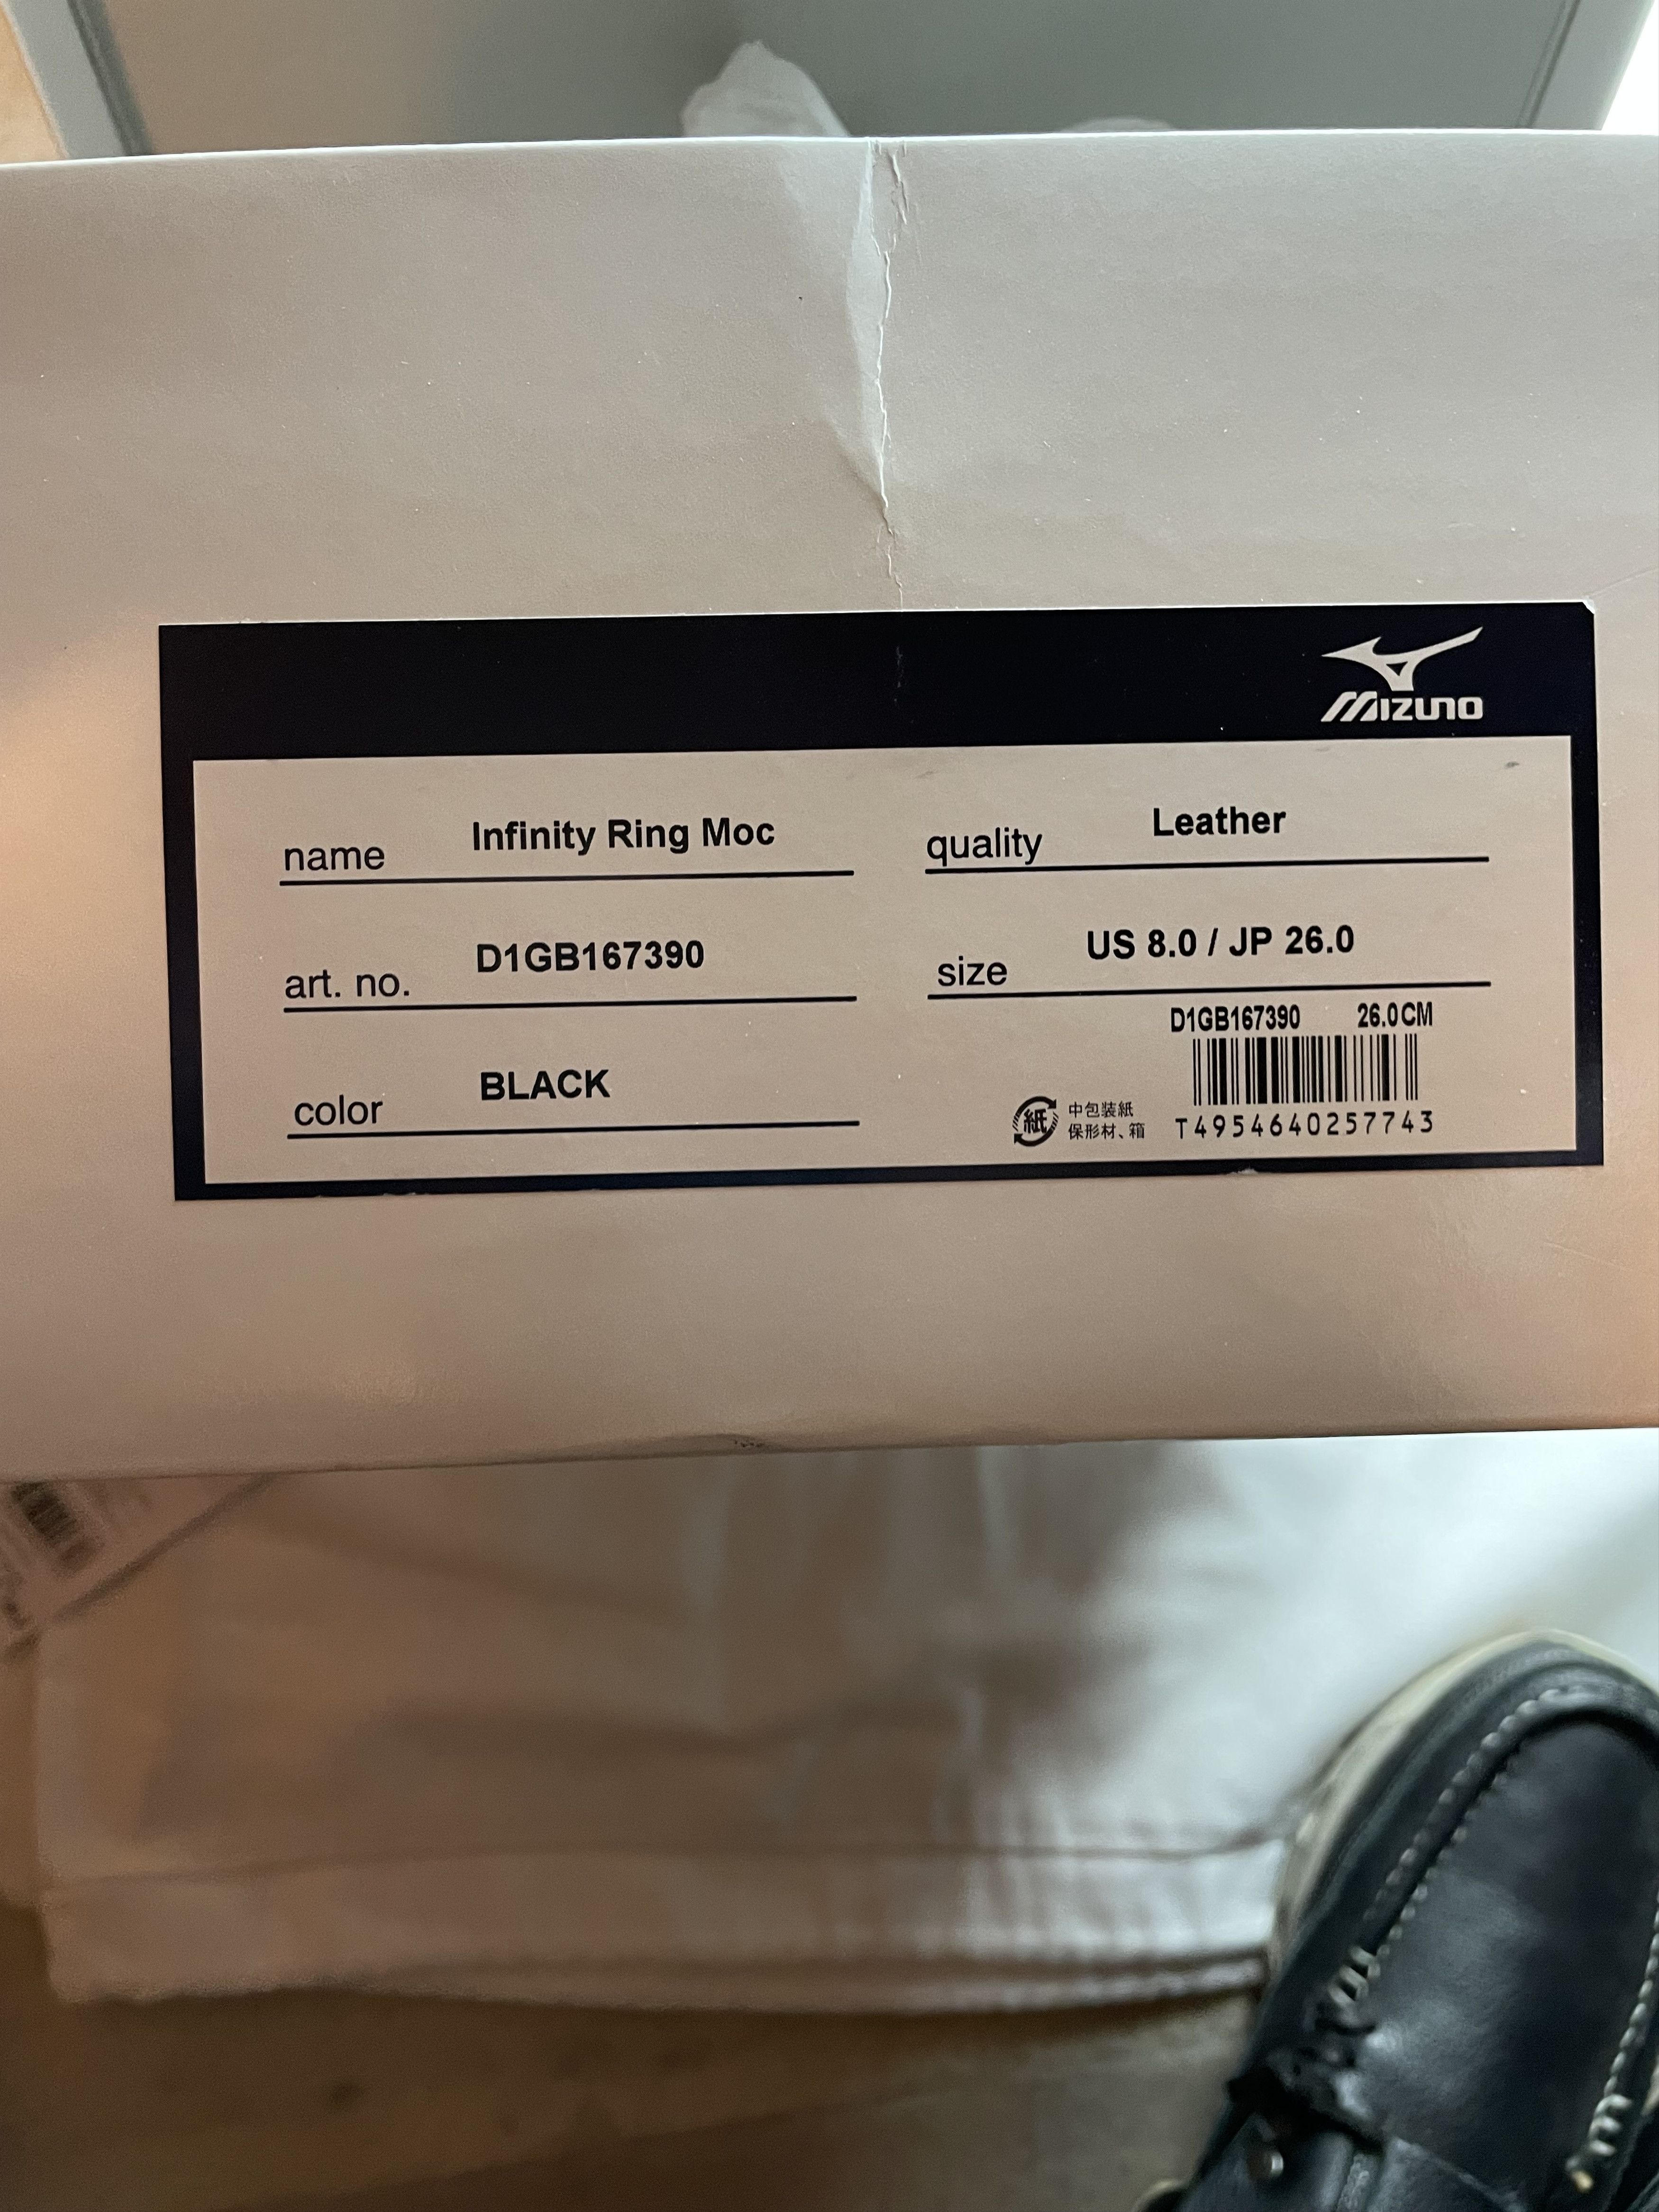 MIZUNO
name Infinity Ring Moc
quality Leather
art. no. D1GB167390
size US 8.0 / JP 26.0
color BLACK
D1GB167390 26.0CM
紙
中包装紙
保形材、箱
T4954640257743